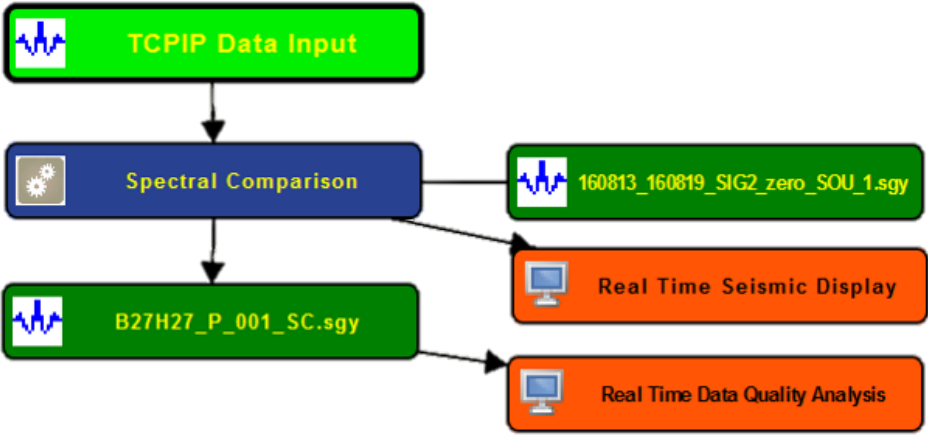 TCPIP Data Input
Spectral Comparison
160813_160819_SIG2_zero_SOU_1.sgy
Real Time Seismic Display
B27H27_P_001_SC.sgy
Real Time Data Quality Analysis